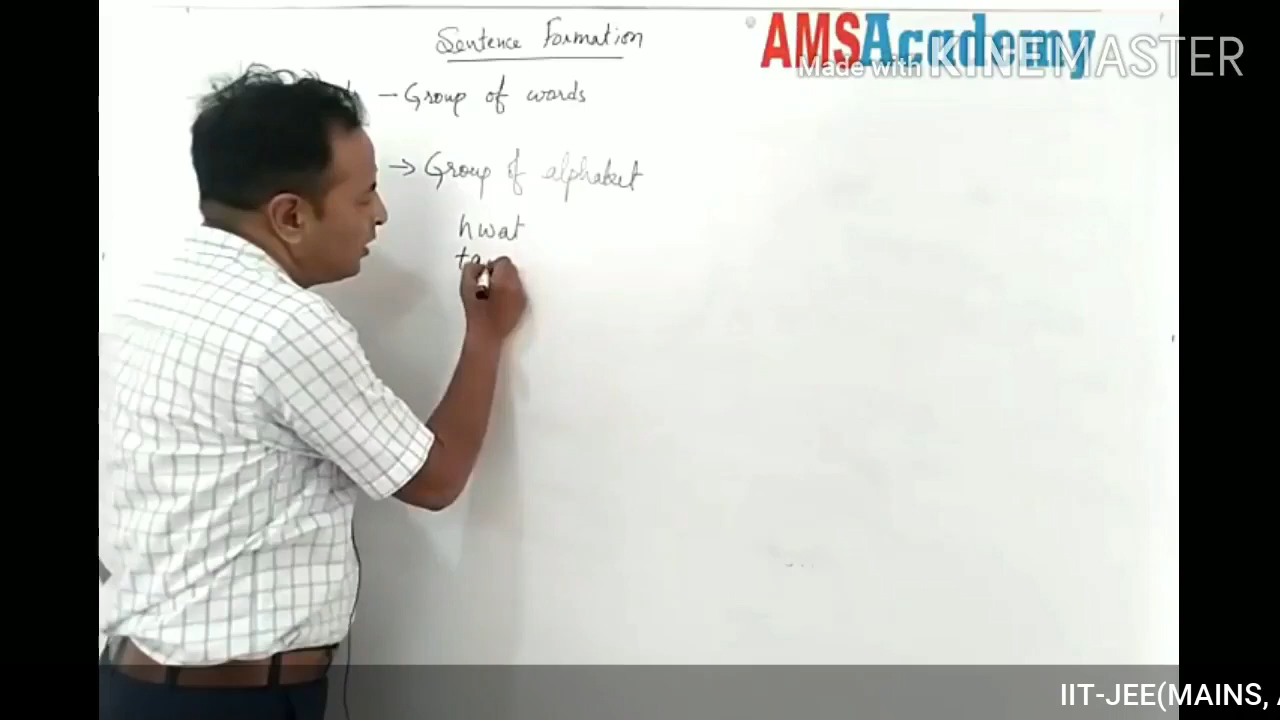 Sentence Formation
AMSAcademy
Made with KINEMASTER
— Group of words
→ Group of alphabet
hwat
IIT-JEE(MAINS,